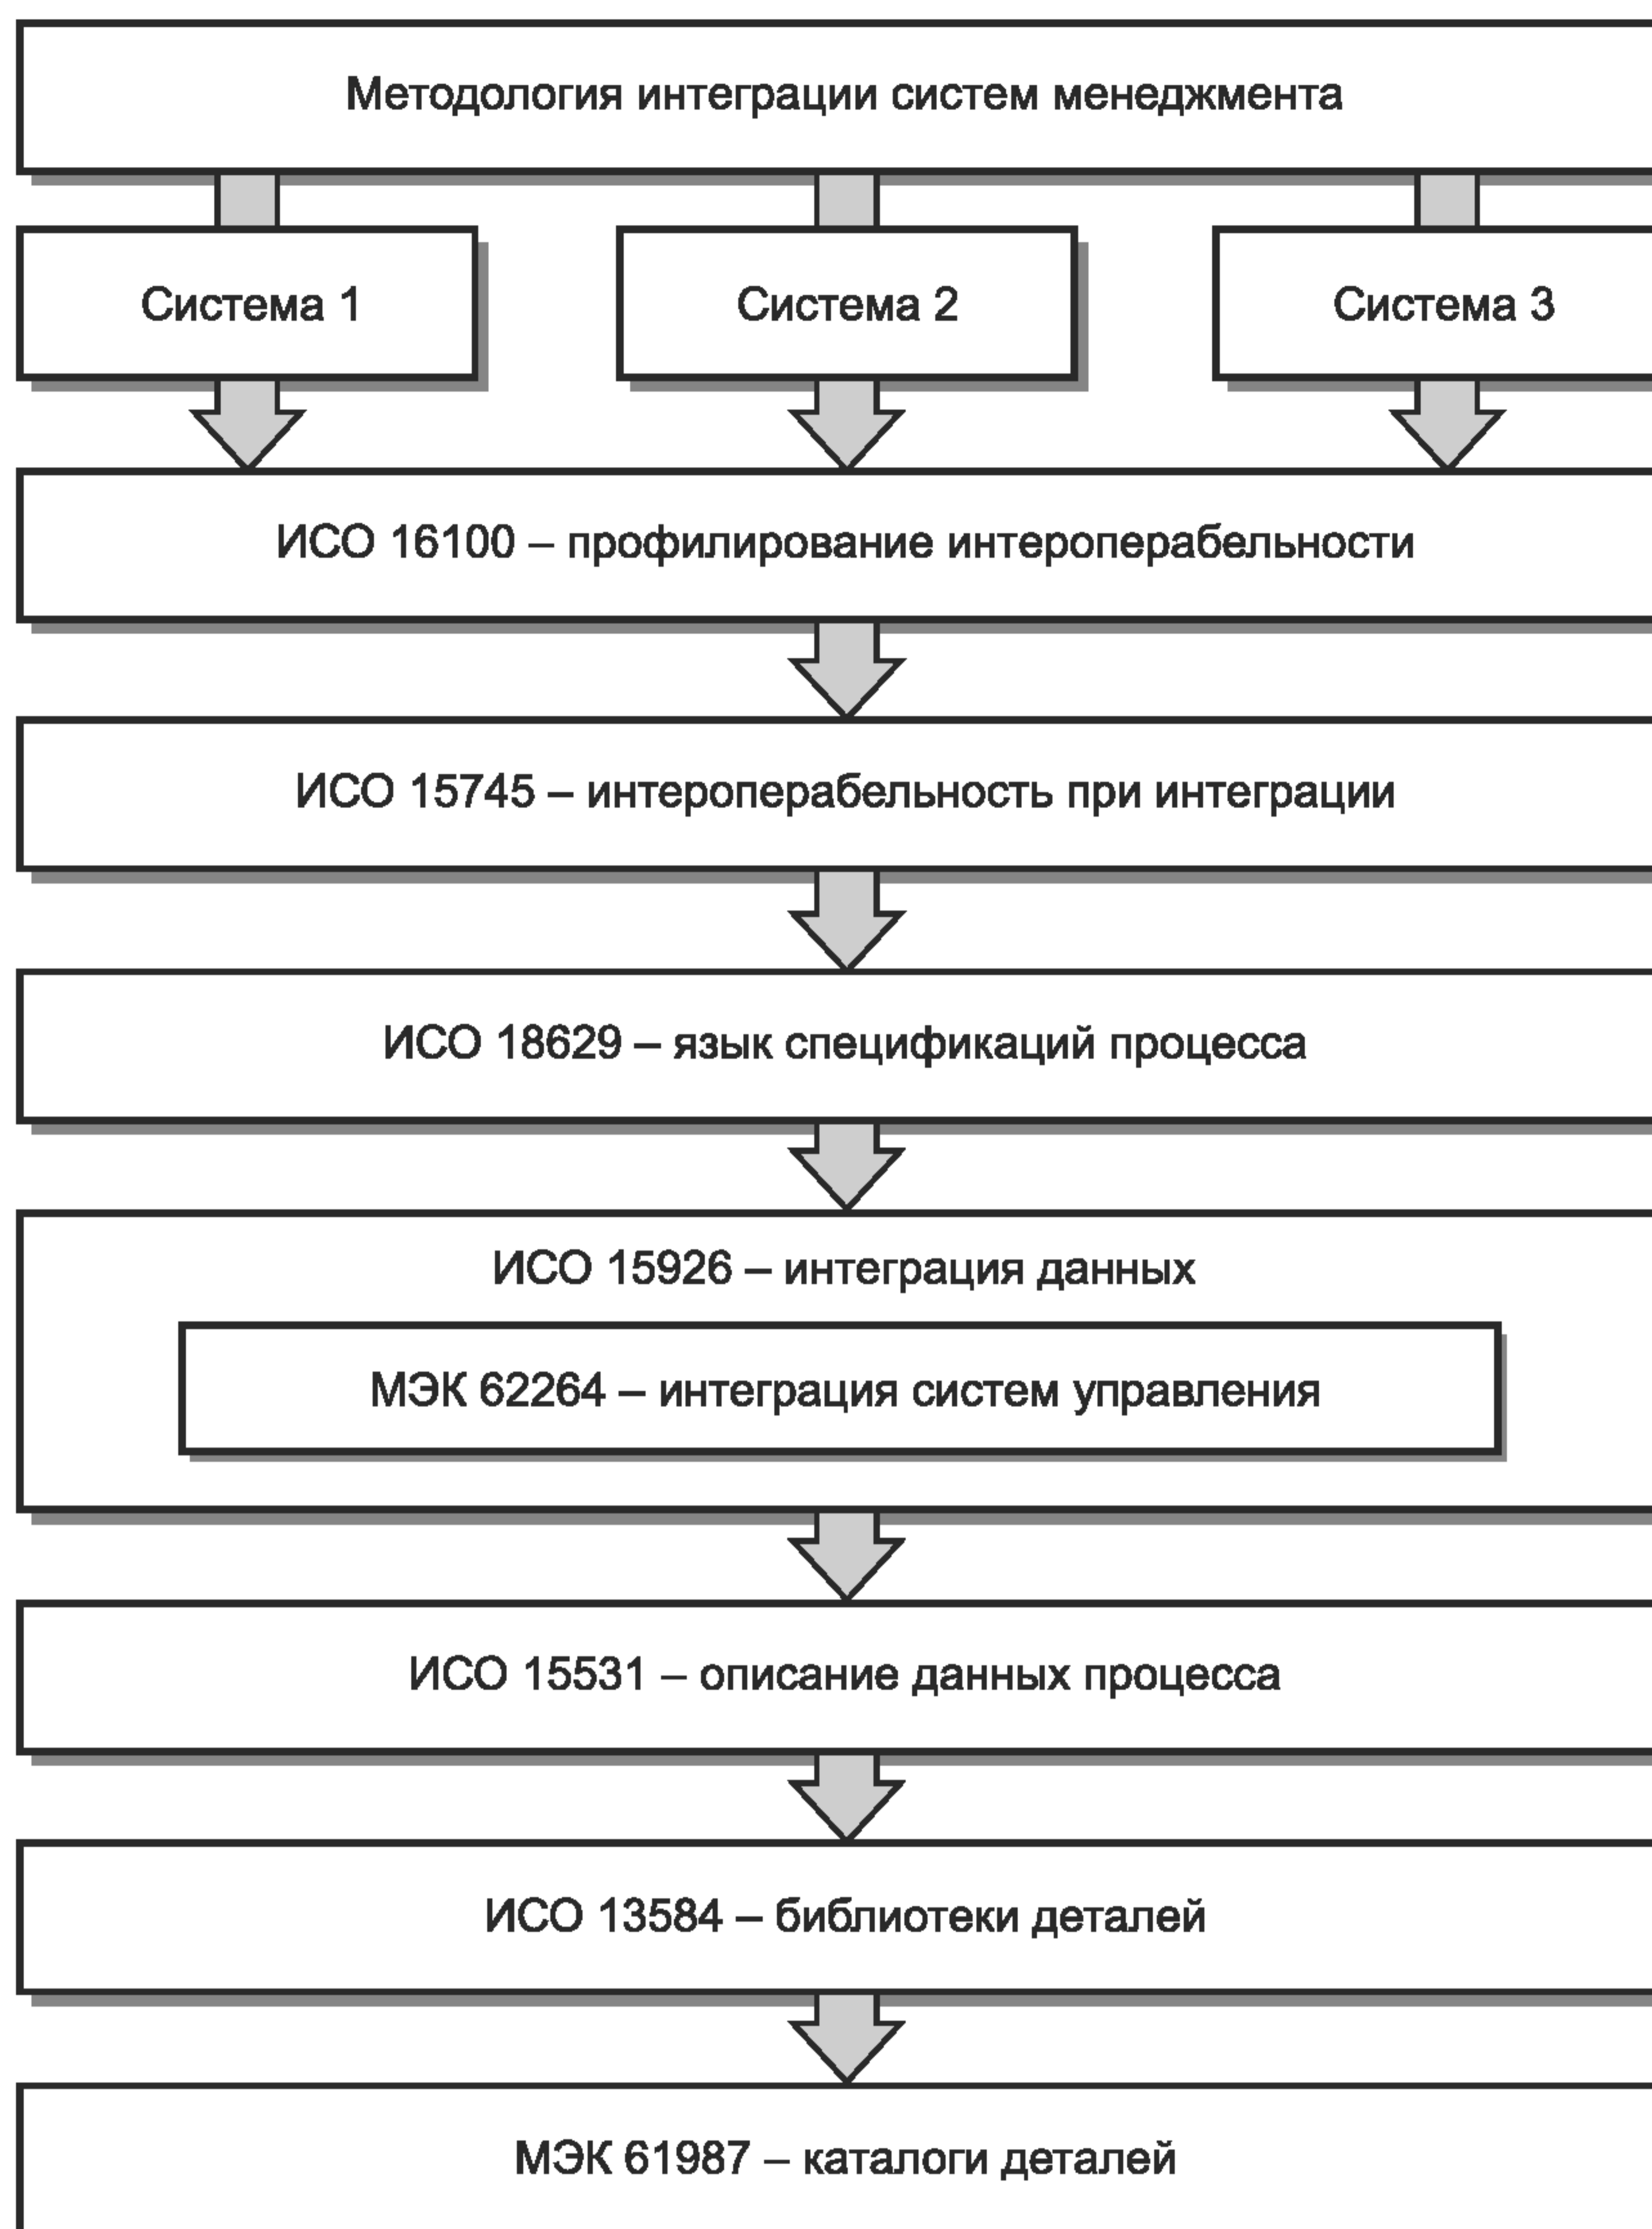 Методология интеграции систем менеджмента
Система 1
Система 2
Система 3
ИСО 16100 – профилирование интероперабельности
ИСО 15745 – интероперабельность при интеграции
ИСО 18629 – язык спецификаций процесса
ИСО 15926 – интеграция данных
МЭК 62264 – интеграция систем управления
ИСО 15531 – описание данных процесса
ИСО 13584 – библиотеки деталей
МЭК 61987 – каталоги деталей